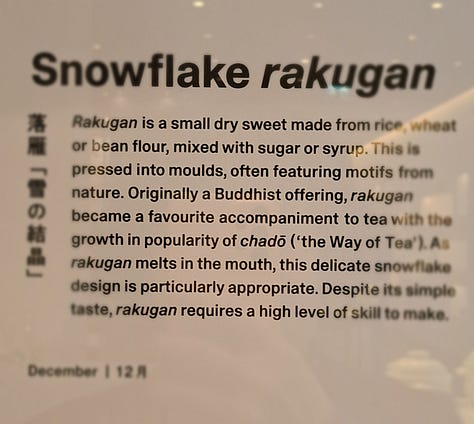 Snowflake rakugan
落雁「雪の結晶」
Rakugan is a small dry sweet made from rice, wheat
or bean flour, mixed with sugar or syrup. This is
pressed into moulds, often featuring motifs from
nature. Originally a Buddhist offering, rakugan
became a favourite accompaniment to tea with the
growth in popularity of chadō (‘the Way of Tea’). As
rakugan melts in the mouth, this delicate snowflake
design is particularly appropriate. Despite its simple
taste, rakugan requires a high level of skill to make.
December | 12月